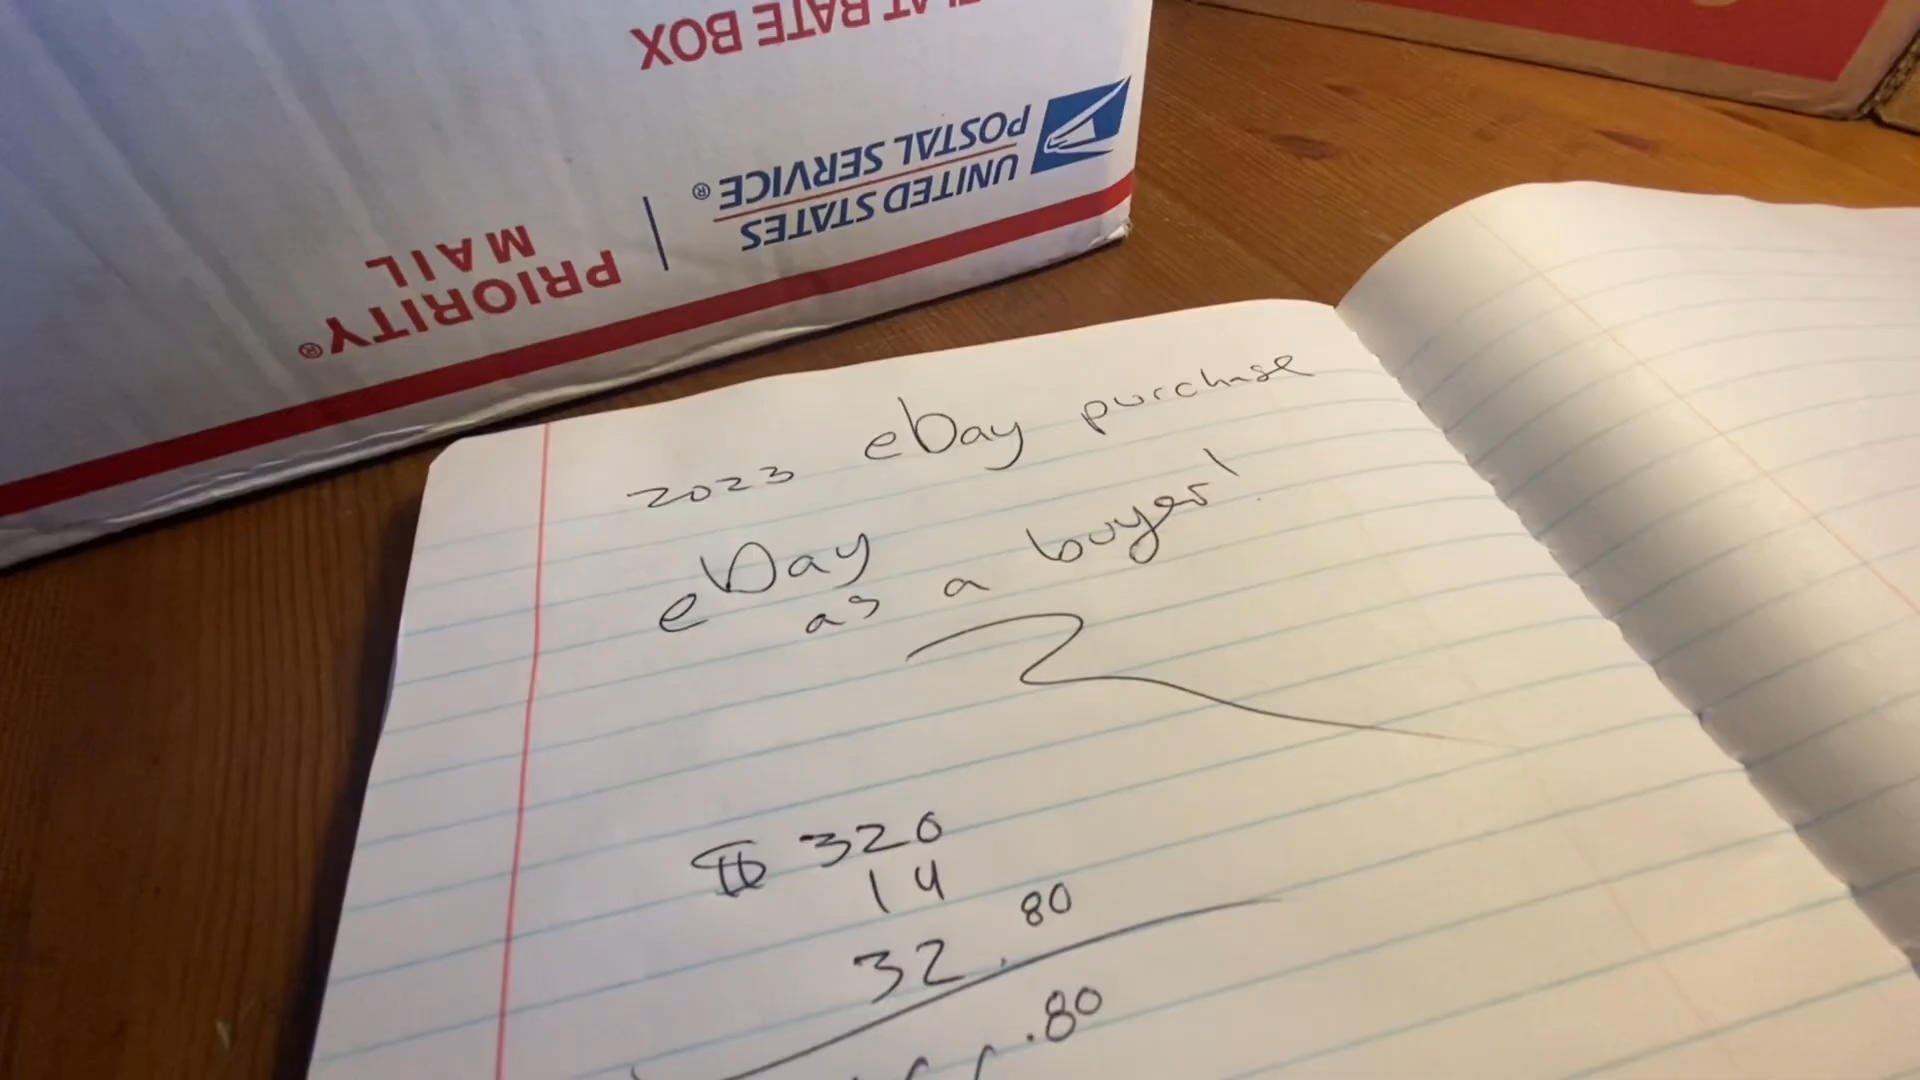 FLAT RATE BOX
UNITED STATES
POSTAL SERVICE®
PRIORITY®
MAIL
2023 eBay purchase
eBay
as a buyer!
$ 320
14
32.80
.80